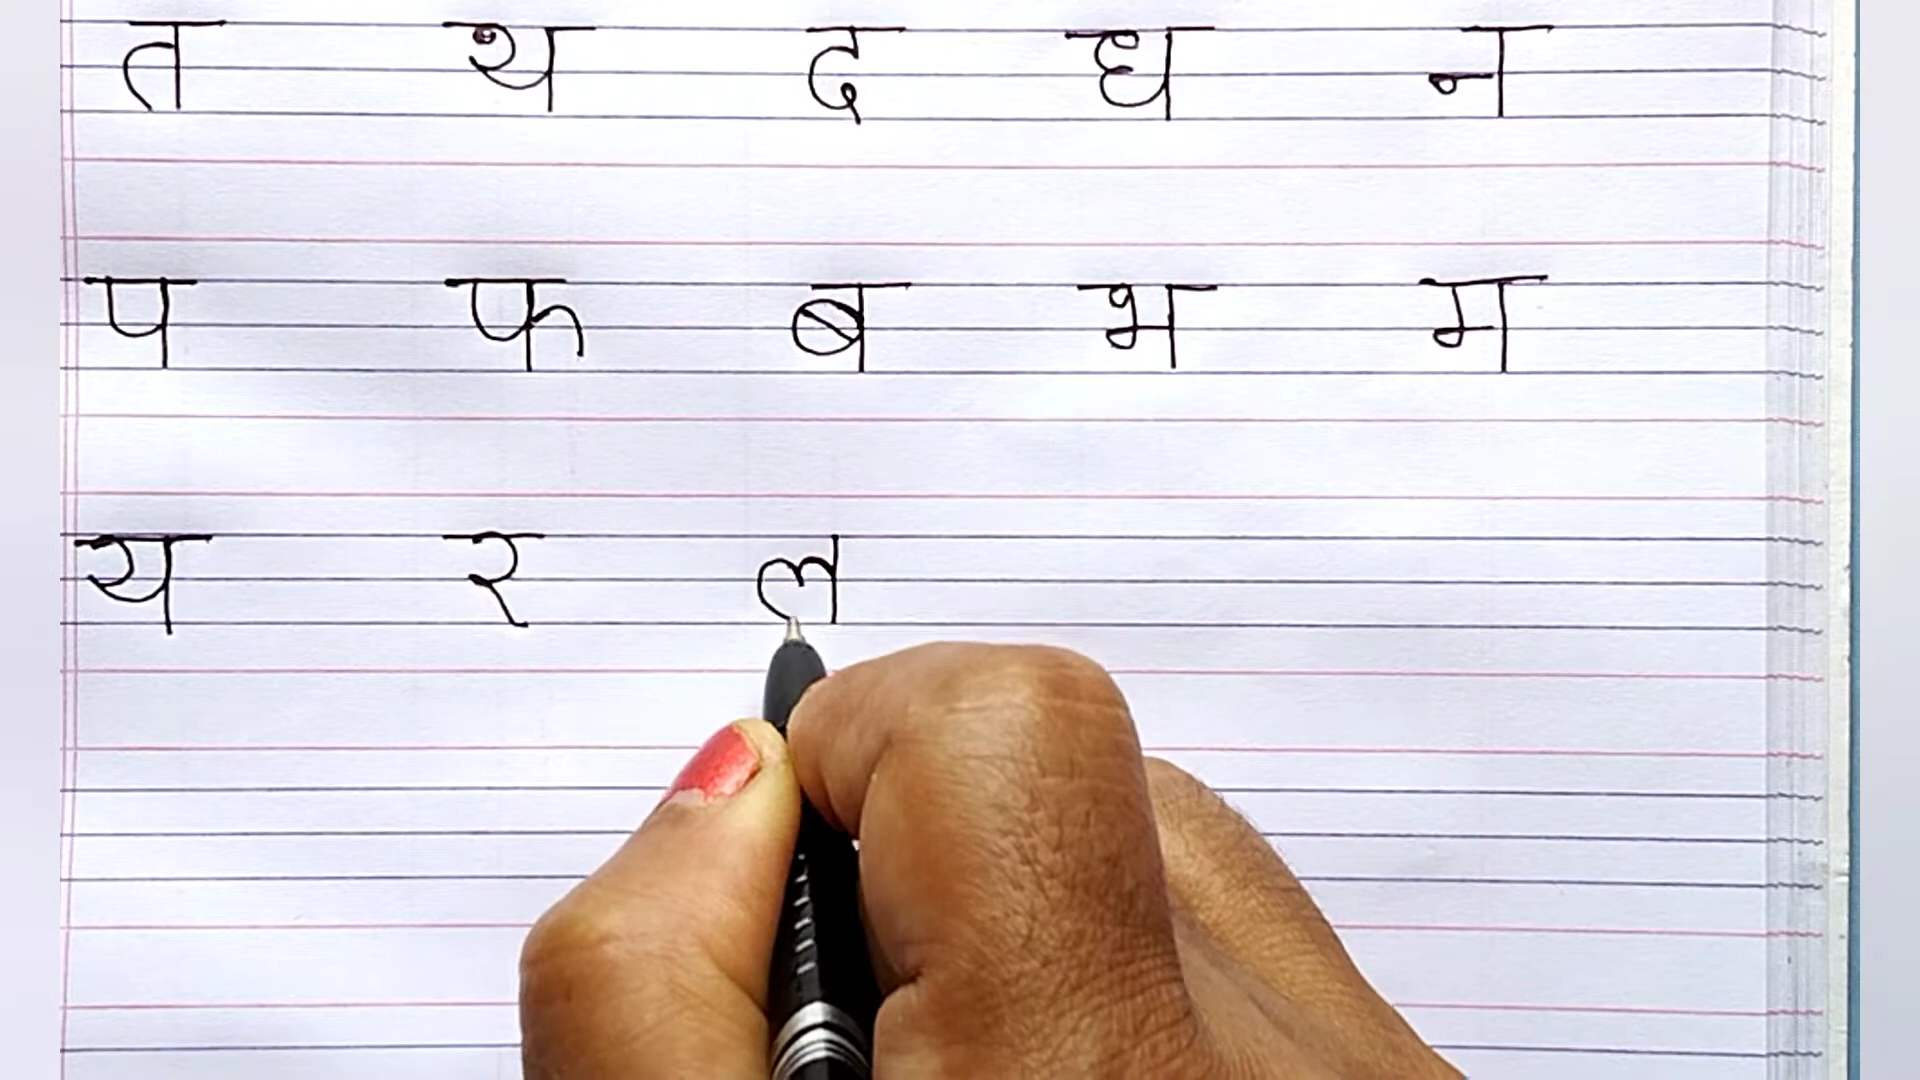 त थ द ध न
प फ ब भ म
य र ल